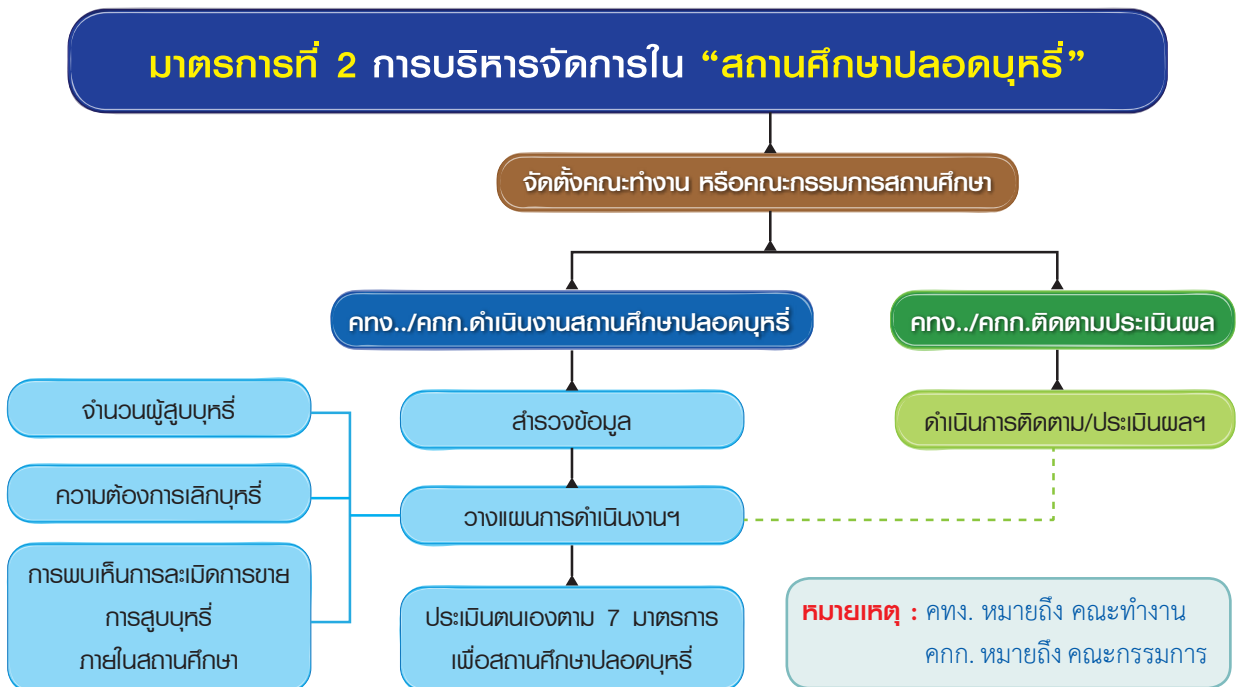 มาตรการที่ 2 การบริหารจัดการใน “สถานศึกษาปลอดบุหรี่”
จัดตั้งคณะทำงาน หรือคณะกรรมการสถานศึกษา
คทง../คกก.ดำเนินงานสถานศึกษาปลอดบุหรี่
คทง../คกก.ติดตามประเมินผล
จำนวนผู้สูบบุหรี่
สำรวจข้อมูล
ดำเนินการติดตาม/ประเมินผลฯ
ความต้องการเลิกบุหรี่
วางแผนการดำเนินงานฯ
การพบเห็นการละเมิดการขาย
การสูบบุหรี่
ภายในสถานศึกษา
ประเมินตนเองตาม 7 มาตรการ
เพื่อสถานศึกษาปลอดบุหรี่
หมายเหตุ : คทง. หมายถึง คณะทำงาน
คกก. หมายถึง คณะกรรมการ